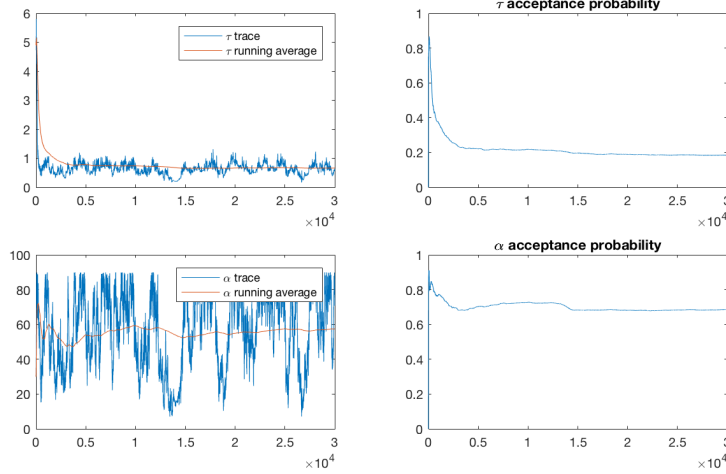 τ trace
τ running average
6
5
4
3
2
1
0
0 0.5 1 1.5 2 2.5 3
×10⁴
τ acceptance probability
1
0.8
0.6
0.4
0.2
0
0 0.5 1 1.5 2 2.5 3
×10⁴
α trace
α running average
100
80
60
40
20
0
0 0.5 1 1.5 2 2.5 3
×10⁴
α acceptance probability
1
0.8
0.6
0.4
0.2
0
0 0.5 1 1.5 2 2.5 3
×10⁴